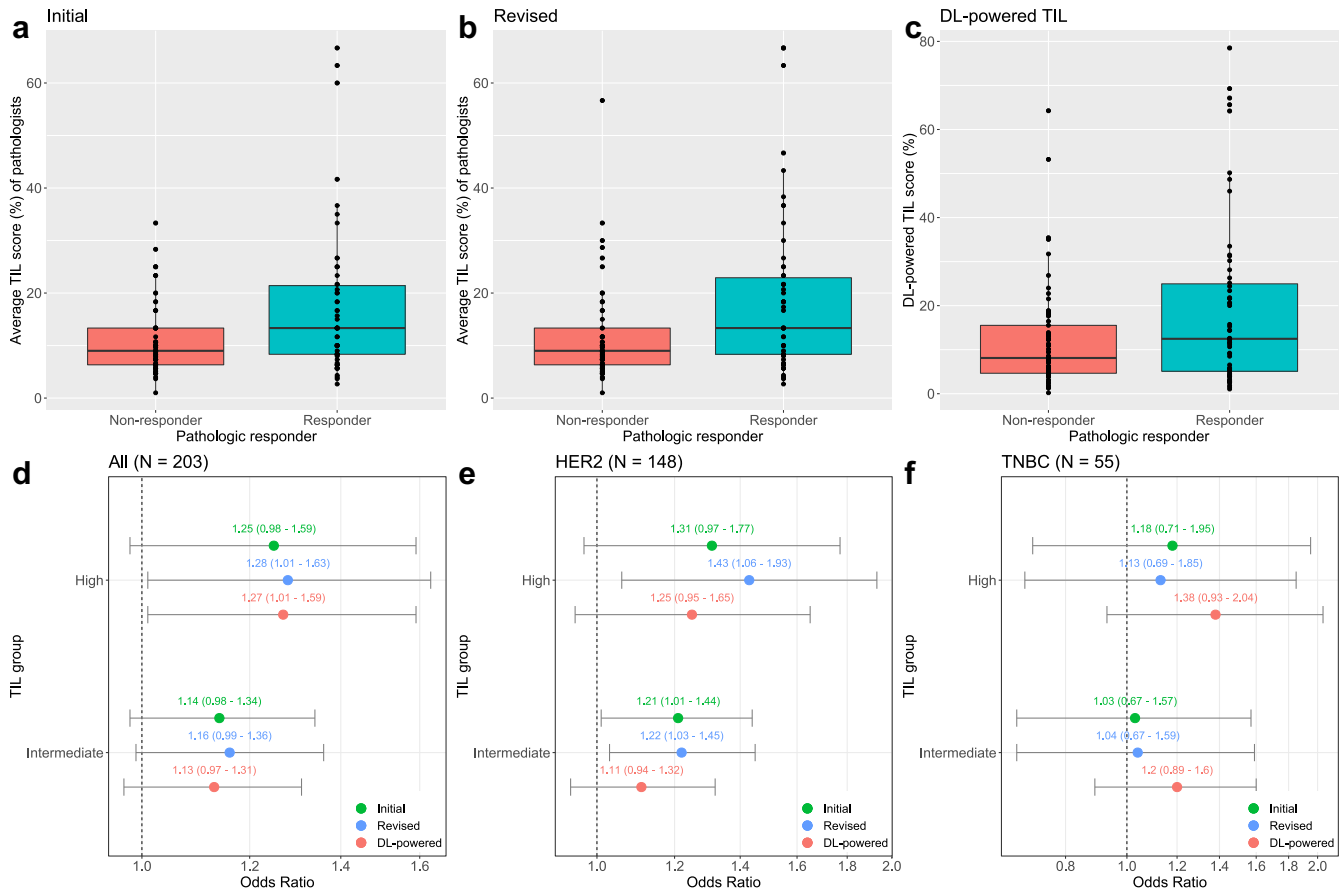 a
Initial
Average TIL score (%) of pathologists
60
40
20
0
Non-responder
Responder
Pathologic responder
b
Revised
Average TIL score (%) of pathologists
60
40
20
0
Non-responder
Responder
Pathologic responder
c
DL-powered TIL
DL-powered TIL score (%)
80
60
40
20
0
Non-responder
Responder
Pathologic responder
d
All (N = 203)
TIL group
High
Intermediate
1.25 (0.98 - 1.59)
1.28 (1.01 - 1.63)
1.27 (1.01 - 1.59)
1.14 (0.98 - 1.34)
1.16 (0.99 - 1.36)
1.13 (0.97 - 1.31)
Initial
Revised
DL-powered
1.0
1.2
1.4
1.6
Odds Ratio
e
HER2 (N = 148)
TIL group
High
Intermediate
1.31 (0.97 - 1.77)
1.43 (1.06 - 1.93)
1.25 (0.95 - 1.65)
1.21 (1.01 - 1.44)
1.22 (1.03 - 1.45)
1.11 (0.94 - 1.32)
Initial
Revised
DL-powered
1.0
1.2
1.4
1.6
1.8
2.0
Odds Ratio
f
TNBC (N = 55)
TIL group
High
Intermediate
1.18 (0.71 - 1.95)
1.13 (0.69 - 1.85)
1.38 (0.93 - 2.04)
1.03 (0.67 - 1.57)
1.04 (0.67 - 1.59)
1.2 (0.89 - 1.6)
Initial
Revised
DL-powered
0.8
1.0
1.2
1.4
1.6
1.8
2.0
Odds Ratio